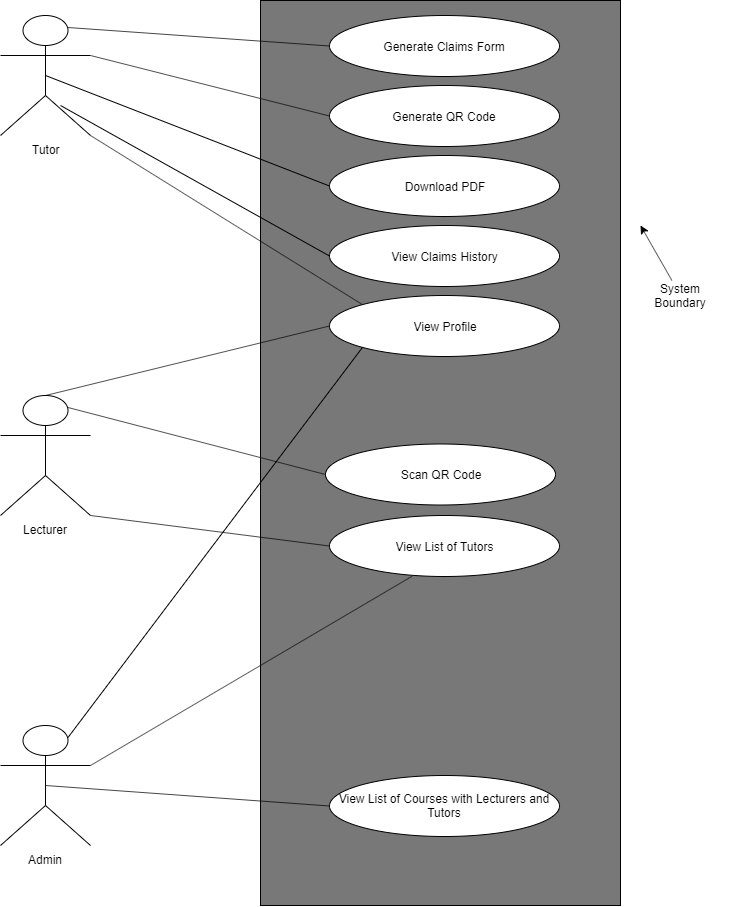 Generate Claims Form
Generate QR Code
Tutor
Download PDF
View Claims History
System
Boundary
View Profile
Scan QR Code
Lecturer
View List of Tutors
View List of Courses with Lecturers and
Tutors
Admin